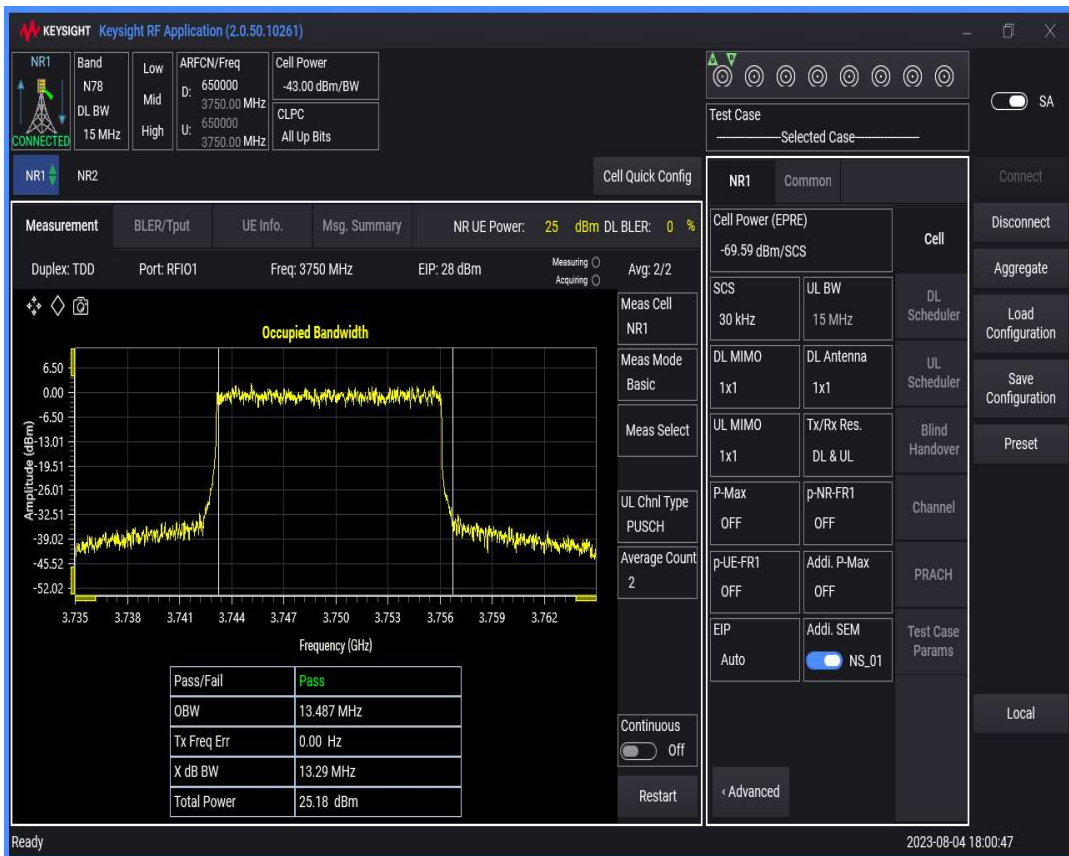 KEYSIGHT Keysight RF Application (2.0.50.10261)
NR1
CONNECTED
Band
N78
DL BW
15 MHz
Low
Mid
High
ARFCN/Freq
D: 650000
3750.00 MHz
U: 650000
3750.00 MHz
Cell Power
-43.00 dBm/BW
CLPC
All Up Bits
Test Case
-------------------Selected Case-------------------
SA
NR1 NR2 Cell Quick Config
Measurement BLER/Tput UE Info. Msg. Summary NR UE Power: 25 dBm DL BLER: 0 %
Duplex: TDD Port: RFIO1 Freq: 3750 MHz EIP: 28 dBm Measuring Avg: 2/2
Acquiring
Occupied Bandwidth
Amplitude (dBm)
6.50
0.00
-6.50
-13.01
-19.51
-26.01
-32.51
-39.02
-45.52
-52.02
3.735 3.738 3.741 3.744 3.747 3.750 3.753 3.756 3.759 3.762
Frequency (GHz)
Pass/Fail Pass
OBW 13.487 MHz
Tx Freq Err 0.00 Hz
X dB BW 13.29 MHz
Total Power 25.18 dBm
Meas Cell
NR1
Meas Mode
Basic
Meas Select
UL Chnl Type
PUSCH
Average Count
2
Continuous
Off
Restart
NR1 Common
Cell Power (EPRE)
-69.59 dBm/SCS
SCS
30 kHz
UL BW
15 MHz
DL MIMO
1x1
DL Antenna
1x1
UL MIMO
1x1
Tx/Rx Res.
DL & UL
P-Max
OFF
p-NR-FR1
OFF
p-UE-FR1
OFF
Addi. P-Max
OFF
EIP
Auto
Addi. SEM
NS_01
‹ Advanced
Cell
DL
Scheduler
UL
Scheduler
Blind
Handover
Channel
PRACH
Test Case
Params
Connect
Disconnect
Aggregate
Load
Configuration
Save
Configuration
Preset
Local
Ready 2023-08-04 18:00:47